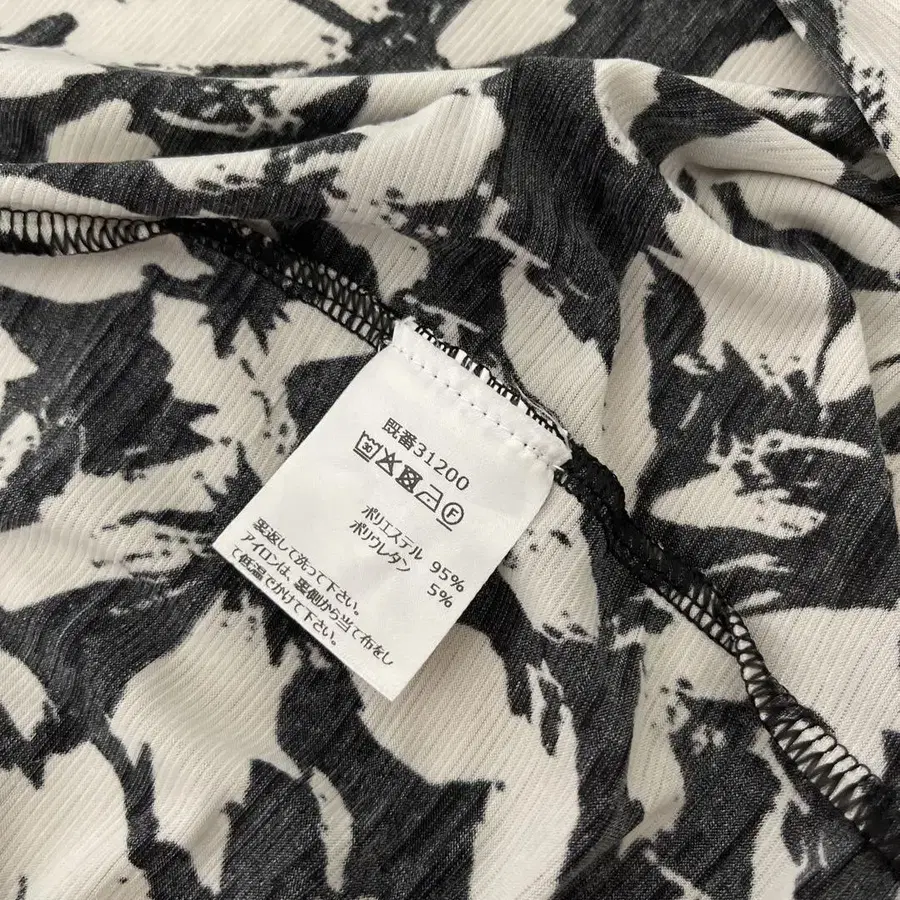 既番31200
30 F
ポリエステル 95%
ポリウレタン 5%
裏返して洗って下さい。
アイロンは、裏側から当て布をし
て低温でかけて下さい。